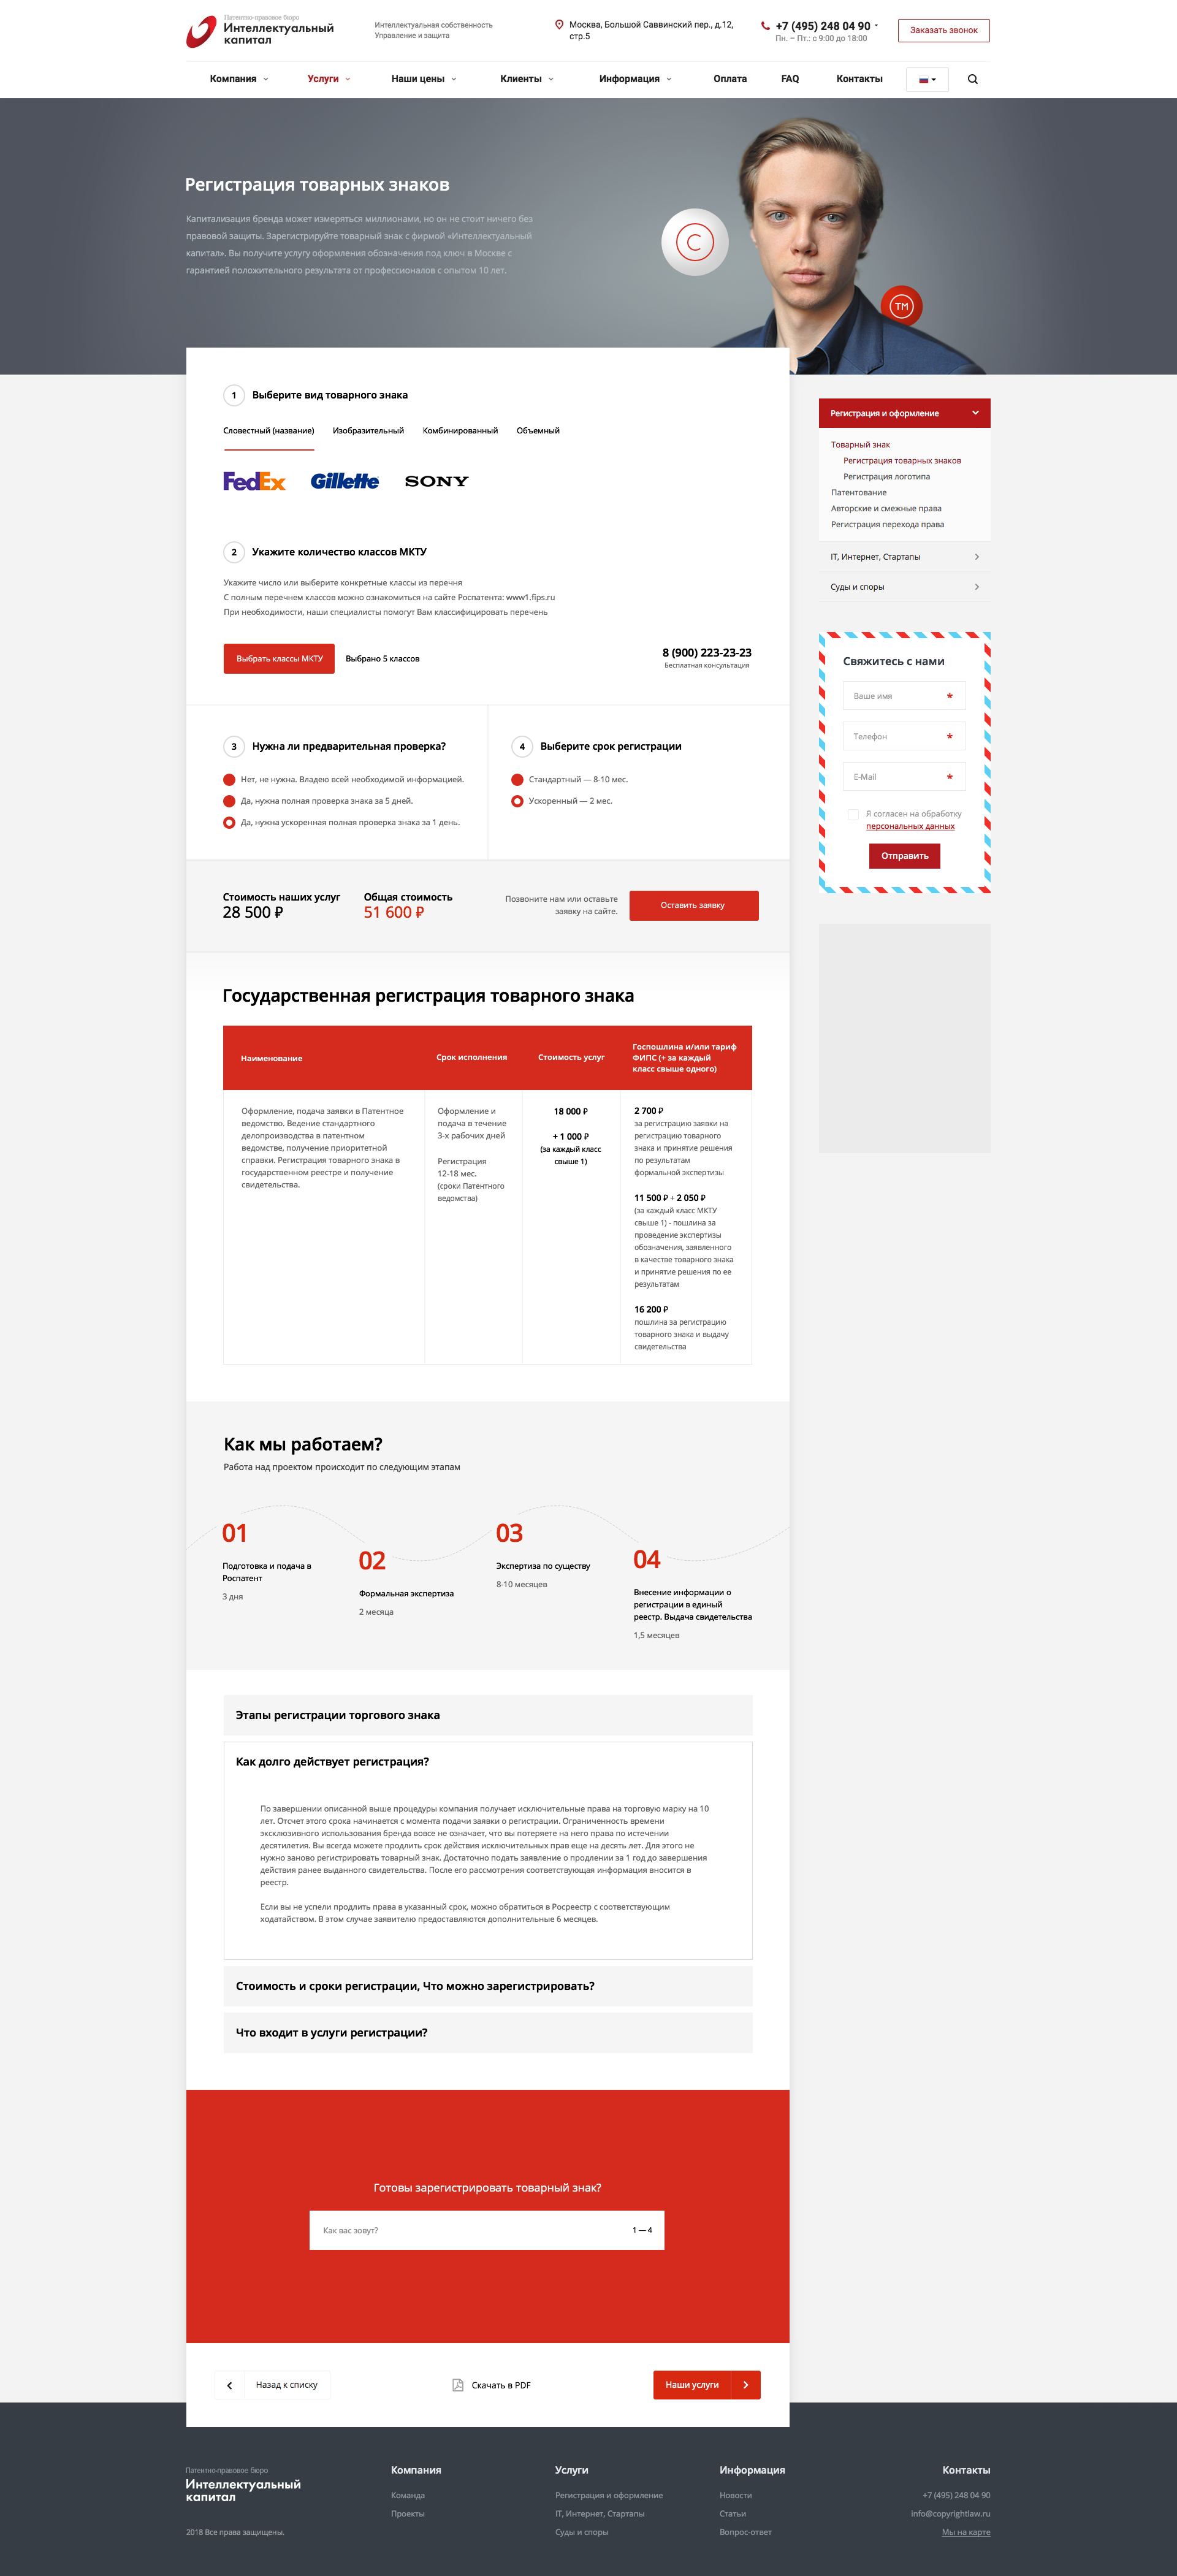 Патентно-правовое бюро
Интеллектуальный
капитал
Интеллектуальная собственность
Управление и защита
Москва, Большой Саввинский пер., д.12,
стр.5
+7 (495) 248 04 90
Пн. – Пт.: с 9:00 до 18:00
Заказать звонок
Компания
Услуги
Наши цены
Клиенты
Информация
Оплата
FAQ
Контакты
Регистрация товарных знаков
Капитализация бренда может измеряться миллионами, но он не стоит ничего без
правовой защиты. Зарегистрируйте товарный знак с фирмой «Интеллектуальный
капитал». Вы получите услугу оформления обозначения под ключ в Москве с
гарантией положительного результата от профессионалов с опытом 10 лет.
C
TM
1 Выберите вид товарного знака
Словестный (название)
Изобразительный
Комбинированный
Объемный
FedEx
Gillette
SONY
2 Укажите количество классов МКТУ
Укажите число или выберите конкретные классы из перечня
С полным перечнем классов можно ознакомиться на сайте Роспатента: www1.fips.ru
При необходимости, наши специалисты помогут Вам классифицировать перечень
Выбрать классы МКТУ
Выбрано 5 классов
8 (900) 223-23-23
Бесплатная консультация
3 Нужна ли предварительная проверка?
Нет, не нужна. Владею всей необходимой информацией.
Да, нужна полная проверка знака за 5 дней.
Да, нужна ускоренная полная проверка знака за 1 день.
4 Выберите срок регистрации
Стандартный — 8-10 мес.
Ускоренный — 2 мес.
Стоимость наших услуг
28 500 ₽
Общая стоимость
51 600 ₽
Позвоните нам или оставьте
заявку на сайте.
Оставить заявку
Регистрация и оформление
Товарный знак
Регистрация товарных знаков
Регистрация логотипа
Патентование
Авторские и смежные права
Регистрация перехода права
IT, Интернет, Стартапы
Суды и споры
Свяжитесь с нами
Ваше имя *
Телефон *
E-Mail *
Я согласен на обработку
персональных данных
Отправить
Государственная регистрация товарного знака
Наименование
Срок исполнения
Стоимость услуг
Госпошлина и/или тариф
ФИПС (+ за каждый
класс свыше одного)
Оформление, подача заявки в Патентное
ведомство. Ведение стандартного
делопроизводства в патентном
ведомстве, получение приоритетной
справки. Регистрация товарного знака в
государственном реестре и получение
свидетельства.
Оформление и
подача в течение
3-х рабочих дней
Регистрация
12-18 мес.
(сроки Патентного
ведомства)
18 000 ₽
+ 1 000 ₽
(за каждый класс
свыше 1)
2 700 ₽
за регистрацию заявки на
регистрацию товарного
знака и принятие решения
по результатам
формальной экспертизы
11 500 ₽ + 2 050 ₽
(за каждый класс МКТУ
свыше 1) - пошлина за
проведение экспертизы
обозначения, заявленного
в качестве товарного знака
и принятие решения по ее
результатам
16 200 ₽
пошлина за регистрацию
товарного знака и выдачу
свидетельства
Как мы работаем?
Работа над проектом происходит по следующим этапам
01
Подготовка и подача в
Роспатент
3 дня
02
Формальная экспертиза
2 месяца
03
Экспертиза по существу
8-10 месяцев
04
Внесение информации о
регистрации в единый
реестр. Выдача свидетельства
1,5 месяцев
Этапы регистрации торгового знака
Как долго действует регистрация?
По завершении описанной выше процедуры компания получает исключительные права на торговую марку на 10
лет. Отсчет этого срока начинается с момента подачи заявки о регистрации. Ограниченность времени
эксклюзивного использования бренда вовсе не означает, что вы потеряете на него права по истечении
десятилетия. Вы всегда можете продлить срок действия исключительных прав еще на десять лет. Для этого не
нужно заново регистрировать товарный знак. Достаточно подать заявление о продлении за 1 год до завершения
действия ранее выданного свидетельства. После его рассмотрения соответствующая информация вносится в
реестр.
Если вы не успели продлить права в указанный срок, можно обратиться в Росреестр с соответствующим
ходатайством. В этом случае заявителю предоставляются дополнительные 6 месяцев.
Стоимость и сроки регистрации, Что можно зарегистрировать?
Что входит в услуги регистрации?
Готовы зарегистрировать товарный знак?
Как вас зовут?
1 — 4
Назад к списку
Скачать в PDF
Наши услуги
Патентно-правовое бюро
Интеллектуальный
капитал
2018 Все права защищены.
Компания
Команда
Проекты
Услуги
Регистрация и оформление
IT, Интернет, Стартапы
Суды и споры
Информация
Новости
Статьи
Вопрос-ответ
Контакты
+7 (495) 248 04 90
info@copyrightlaw.ru
Мы на карте